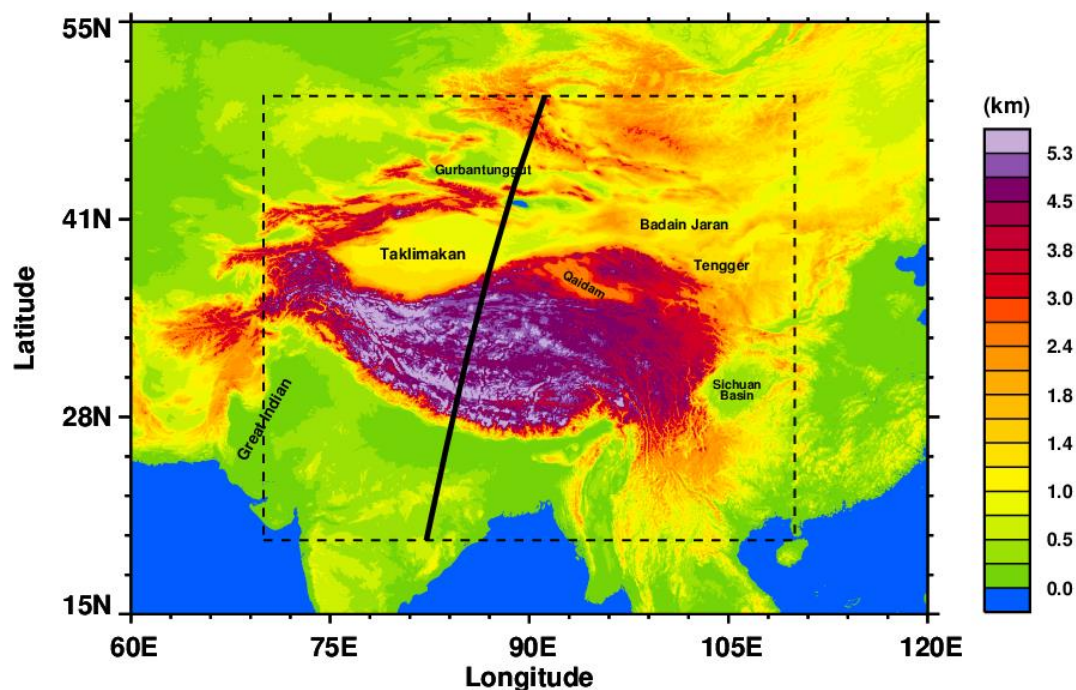 55N
41N
28N
15N
Latitude
60E
75E
90E
105E
120E
Longitude
Gurbantunggut
Taklimakan
Badain Jaran
Tengger
Qaidam
Sichuan
Basin
Great Indian
(km)
5.3
4.5
3.8
3.0
2.4
1.8
1.4
1.0
0.5
0.0